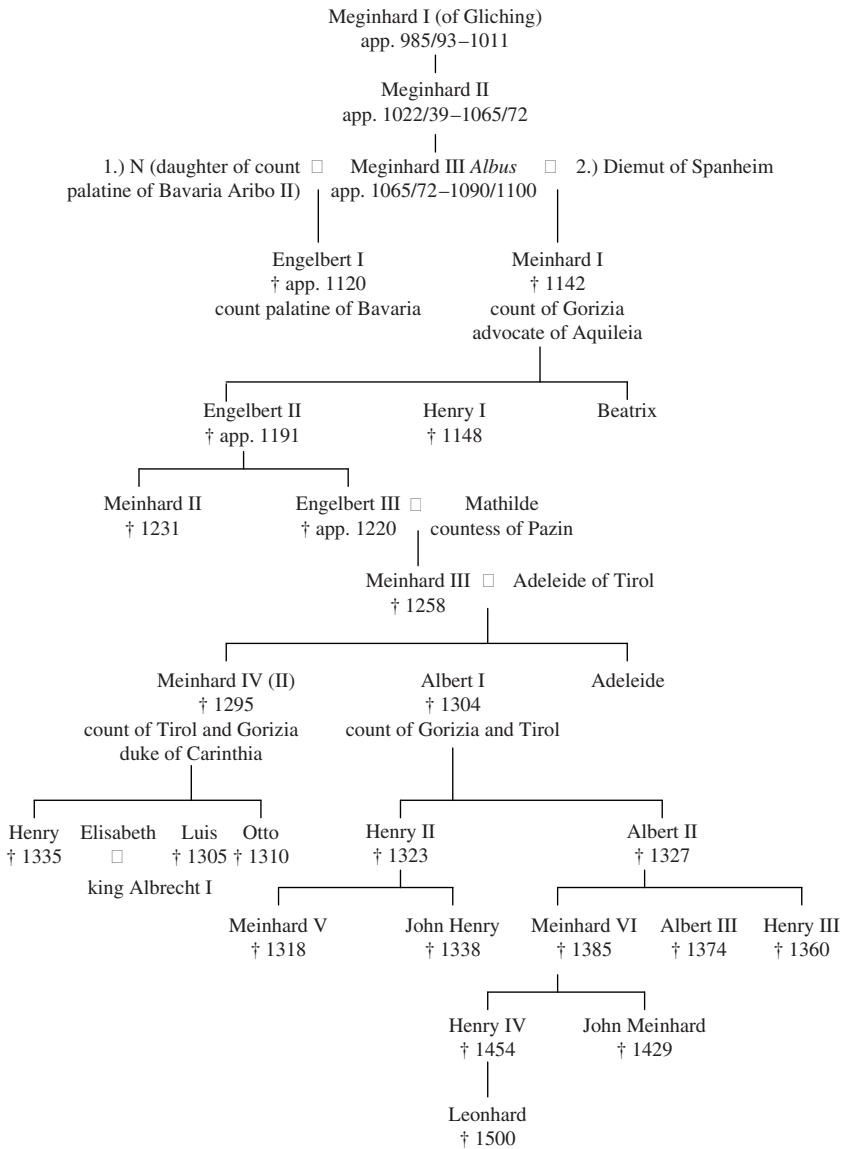 Meginhard I (of Gliching)
app. 985/93–1011
Meginhard II
app. 1022/39–1065/72
1.) N (daughter of count □ Meginhard III Albus □ 2.) Diemut of Spanheim
palatine of Bavaria Aribo II) app. 1065/72–1090/1100
Engelbert I Meinhard I
† app. 1120 † 1142
count palatine of Bavaria count of Gorizia
advocate of Aquileia
Engelbert II Henry I Beatrix
† app. 1191 † 1148
Meinhard II Engelbert III □ Mathilde
† 1231 † app. 1220 countess of Pazin
Meinhard III □ Adeleide of Tirol
† 1258
Meinhard IV (II) Albert I Adeleide
† 1295 † 1304
count of Tirol and Gorizia count of Gorizia and Tirol
duke of Carinthia
Henry Elisabeth Luis Otto Henry II Albert II
† 1335 □ † 1305 † 1310 † 1323 † 1327
king Albrecht I
Meinhard V John Henry Meinhard VI Albert III Henry III
† 1318 † 1338 † 1385 † 1374 † 1360
Henry IV John Meinhard
† 1454 † 1429
Leonhard
† 1500